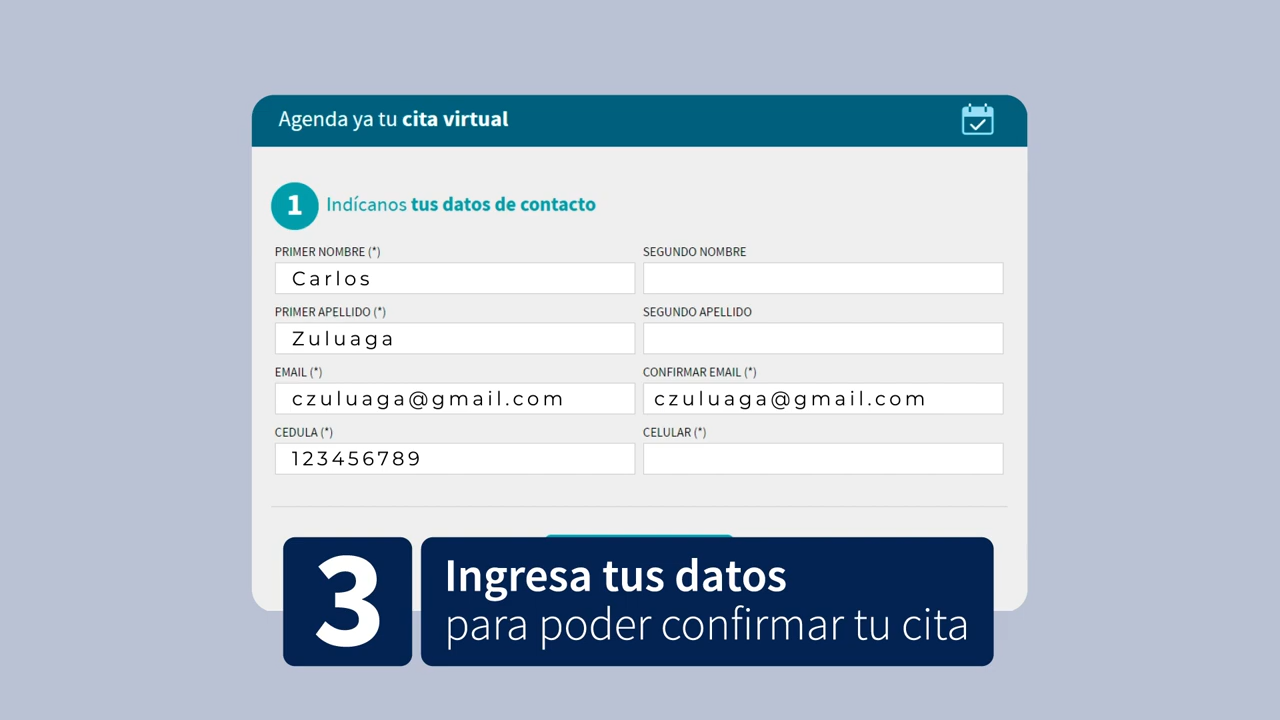 Agenda ya tu cita virtual
1 Indícanos tus datos de contacto
PRIMER NOMBRE (*)
SEGUNDO NOMBRE
Carlos
PRIMER APELLIDO (*)
SEGUNDO APELLIDO
Zuluaga
EMAIL (*)
CONFIRMAR EMAIL (*)
czuluaga@gmail.com
czuluaga@gmail.com
CEDULA (*)
CELULAR (*)
123456789
3
Ingresa tus datos
para poder confirmar tu cita